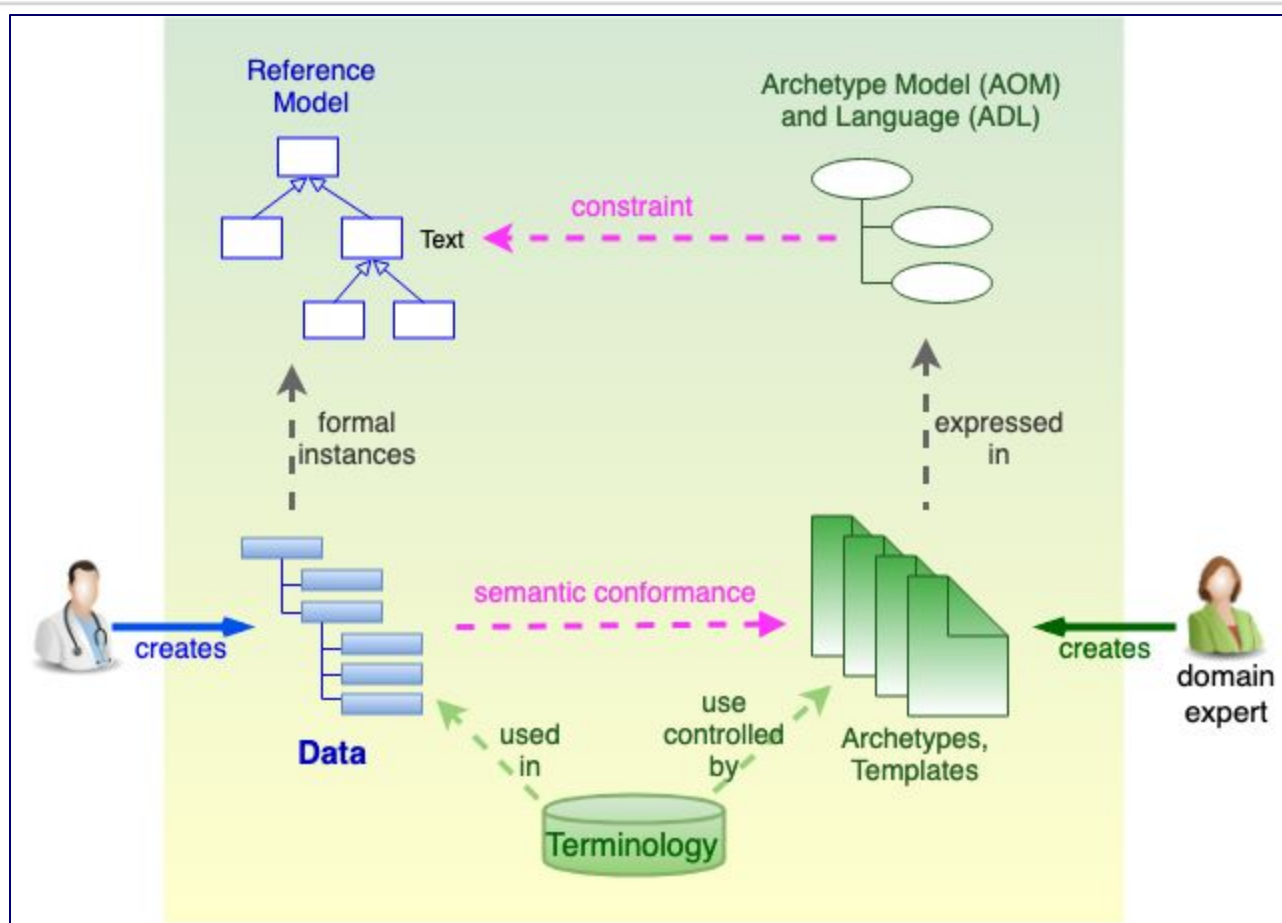 Reference
Model
Archetype Model (AOM)
and Language (ADL)
constraint
Text
formal
instances
expressed
in
semantic conformance
creates
creates
domain
expert
used
in
use
controlled
by
Data
Archetypes,
Templates
Terminology